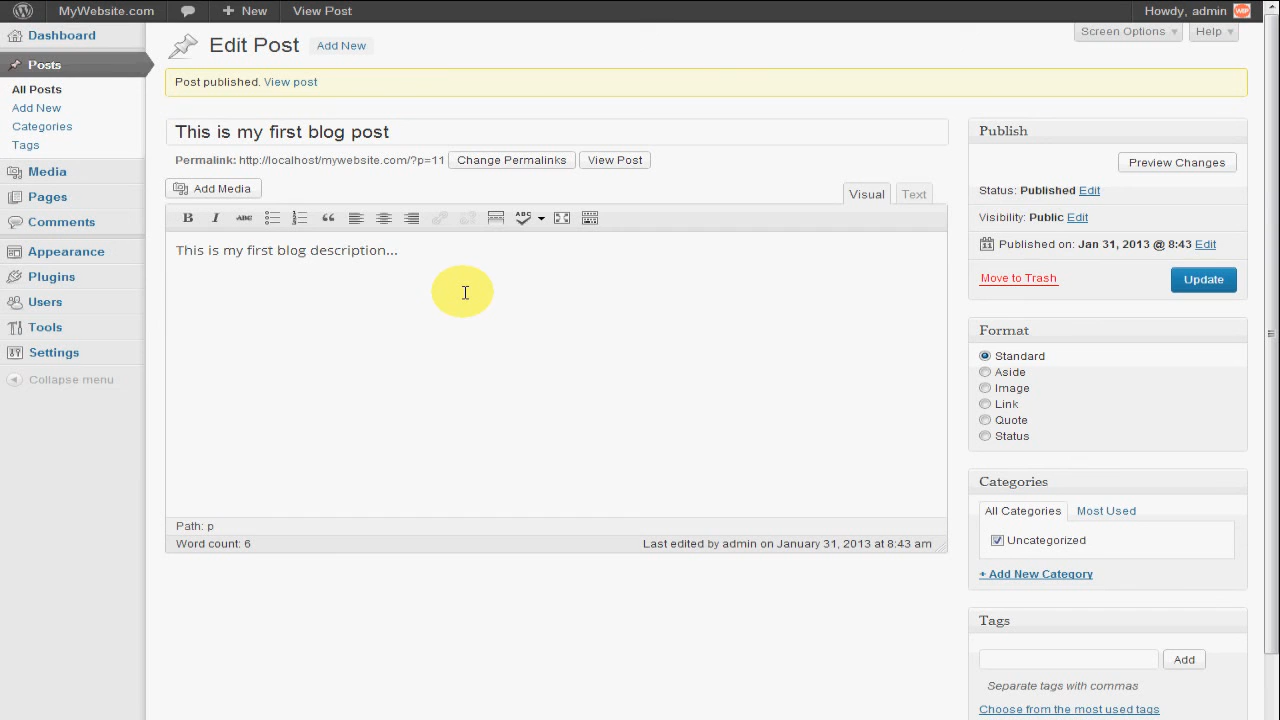 MyWebsite.com New View Post Howdy, admin
Dashboard
Posts
All Posts
Add New
Categories
Tags
Media
Pages
Comments
Appearance
Plugins
Users
Tools
Settings
Collapse menu
Screen Options Help
Edit Post Add New
Post published. View post
This is my first blog post
Permalink: http://localhost/mywebsite.com/?p=11 Change Permalinks View Post
Add Media
Visual Text
B I ABC ABC
This is my first blog description...
Path: p
Word count: 6 Last edited by admin on January 31, 2013 at 8:43 am
Publish
Preview Changes
Status: Published Edit
Visibility: Public Edit
Published on: Jan 31, 2013 @ 8:43 Edit
Move to Trash Update
Format
Standard
Aside
Image
Link
Quote
Status
Categories
All Categories Most Used
Uncategorized
+ Add New Category
Tags
Add
Separate tags with commas
Choose from the most used tags